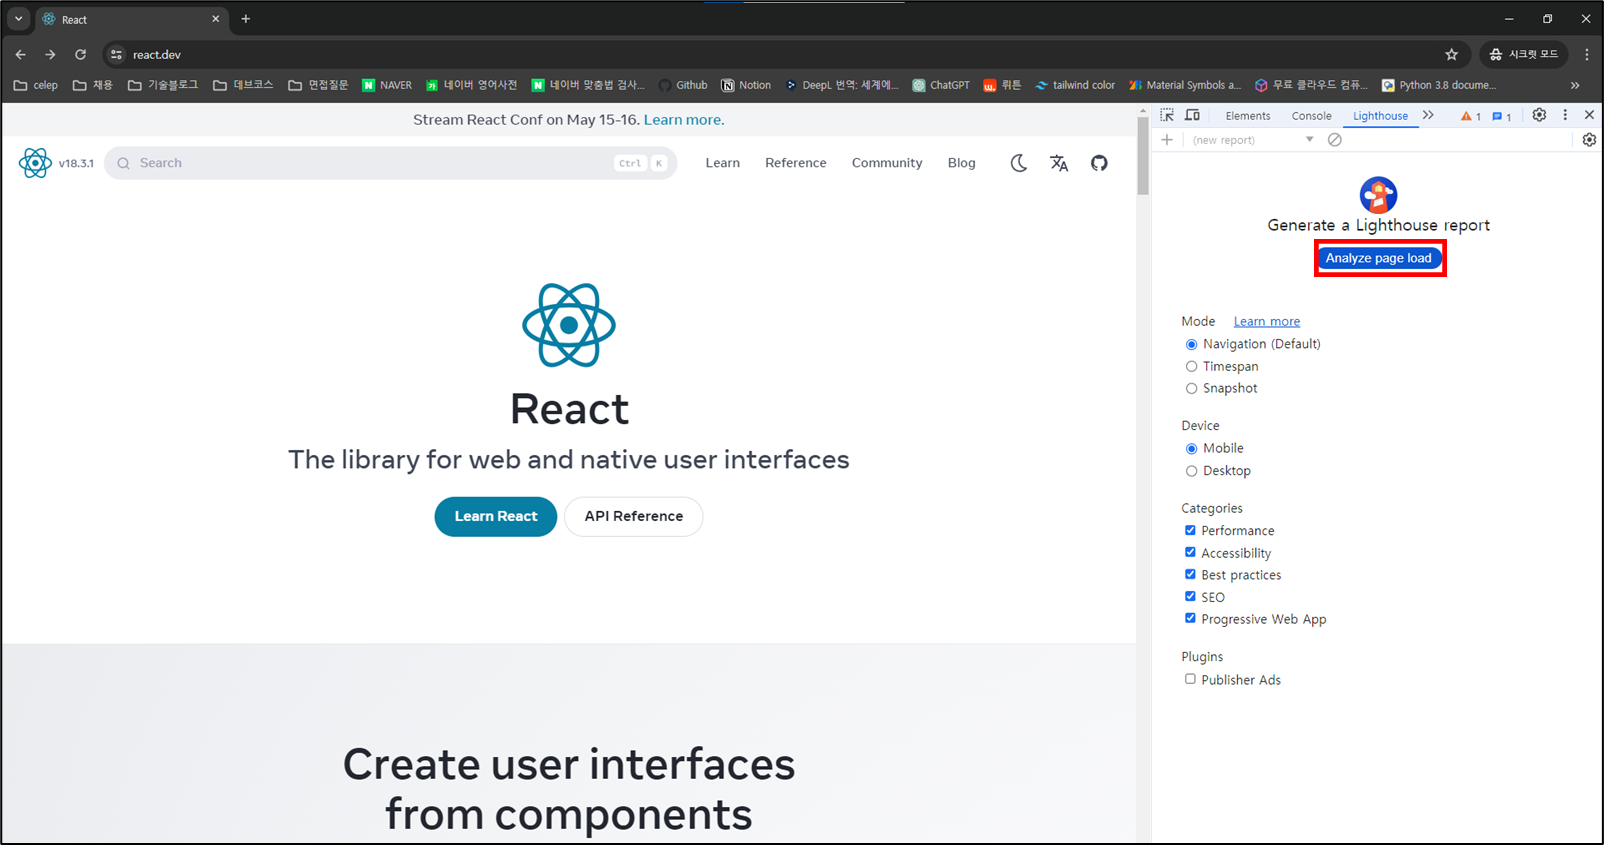 React
react.dev
시크릿 모드
celep 채용 기술블로그 데브코스 면접질문 NAVER 네이버 영어사전 네이버 맞춤법 검사... Github Notion DeepL 번역: 세계에... ChatGPT 뤼튼 tailwind color Material Symbols a... 무료 클라우드 컴퓨... Python 3.8 docume...
Stream React Conf on May 15-16. Learn more.
v18.3.1 Search Ctrl K Learn Reference Community Blog
React
The library for web and native user interfaces
Learn React API Reference
Create user interfaces
from components
Elements Console Lighthouse 1 1
(new report)
Generate a Lighthouse report
Analyze page load
Mode Learn more
Navigation (Default)
Timespan
Snapshot
Device
Mobile
Desktop
Categories
Performance
Accessibility
Best practices
SEO
Progressive Web App
Plugins
Publisher Ads